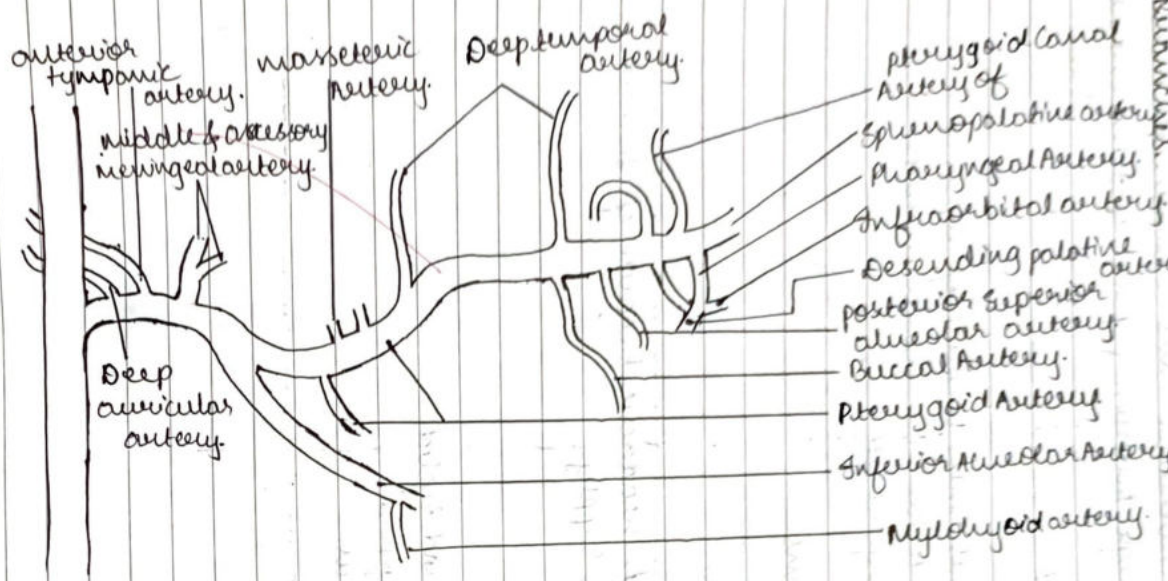 anterior
tympanic
artery.
middle & accessory
meningeal artery.
masseteric
Artery.
Deep temporal
artery.
pterygoid Canal
Artery of
Sphenopalatine artery
Pharyngeal Artery.
Infraorbital artery
Desending palatine
artery
posterior Superior
alveolar artery
Buccal Artery.
Pterygoid Artery
Inferior Alveolar Artery
Mylohyoid artery.
Deep
auricular
artery.